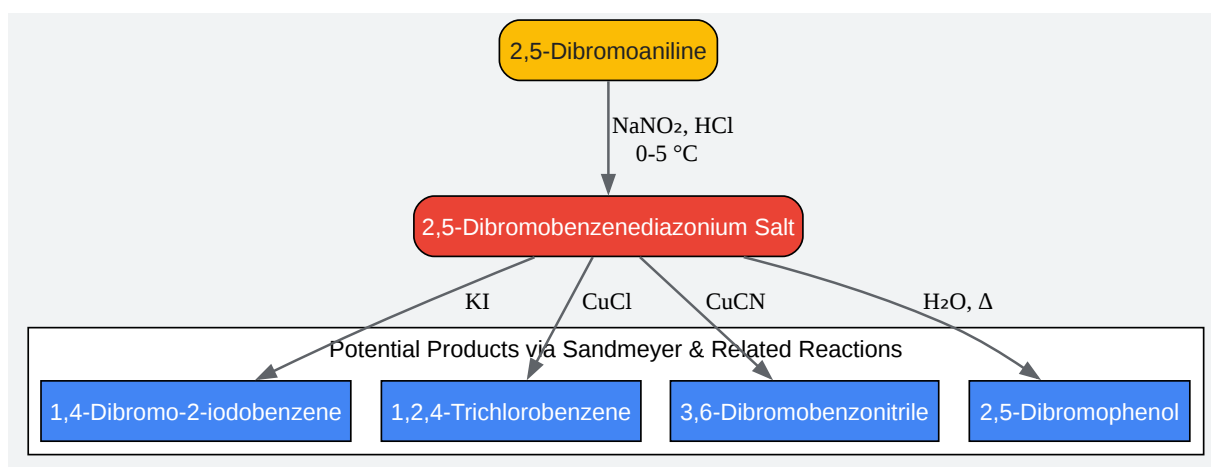 2,5-Dibromoaniline
NaNO₂, HCl
0-5 °C
2,5-Dibromobenzenediazonium Salt
KI
CuCl
CuCN
H₂O, Δ
Potential Products via Sandmeyer & Related Reactions
1,4-Dibromo-2-iodobenzene
1,2,4-Trichlorobenzene
3,6-Dibromobenzonitrile
2,5-Dibromophenol